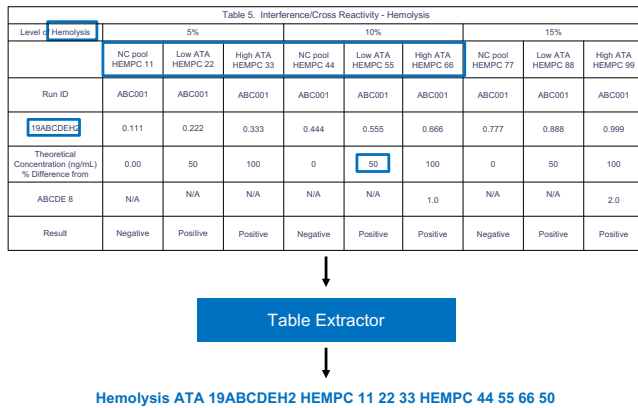 Table 5. Interference/Cross Reactivity - Hemolysis
Level of Hemolysis 5% 10% 15%
NC pool HEMPC 11 Low ATA HEMPC 22 High ATA HEMPC 33 NC pool HEMPC 44 Low ATA HEMPC 55 High ATA HEMPC 66 NC pool HEMPC 77 Low ATA HEMPC 88 High ATA HEMPC 99
Run ID ABC001 ABC001 ABC001 ABC001 ABC001 ABC001 ABC001 ABC001 ABC001
19ABCDEH2 0.111 0.222 0.333 0.444 0.555 0.666 0.777 0.888 0.999
Theoretical Concentration (ng/mL) % Difference from 0.00 50 100 0 50 100 0 50 100
ABCDE 8 N/A N/A N/A N/A N/A 1.0 N/A N/A 2.0
Result Negative Positive Positive Negative Positive Positive Negative Positive Positive
Table Extractor
Hemolysis ATA 19ABCDEH2 HEMPC 11 22 33 HEMPC 44 55 66 50